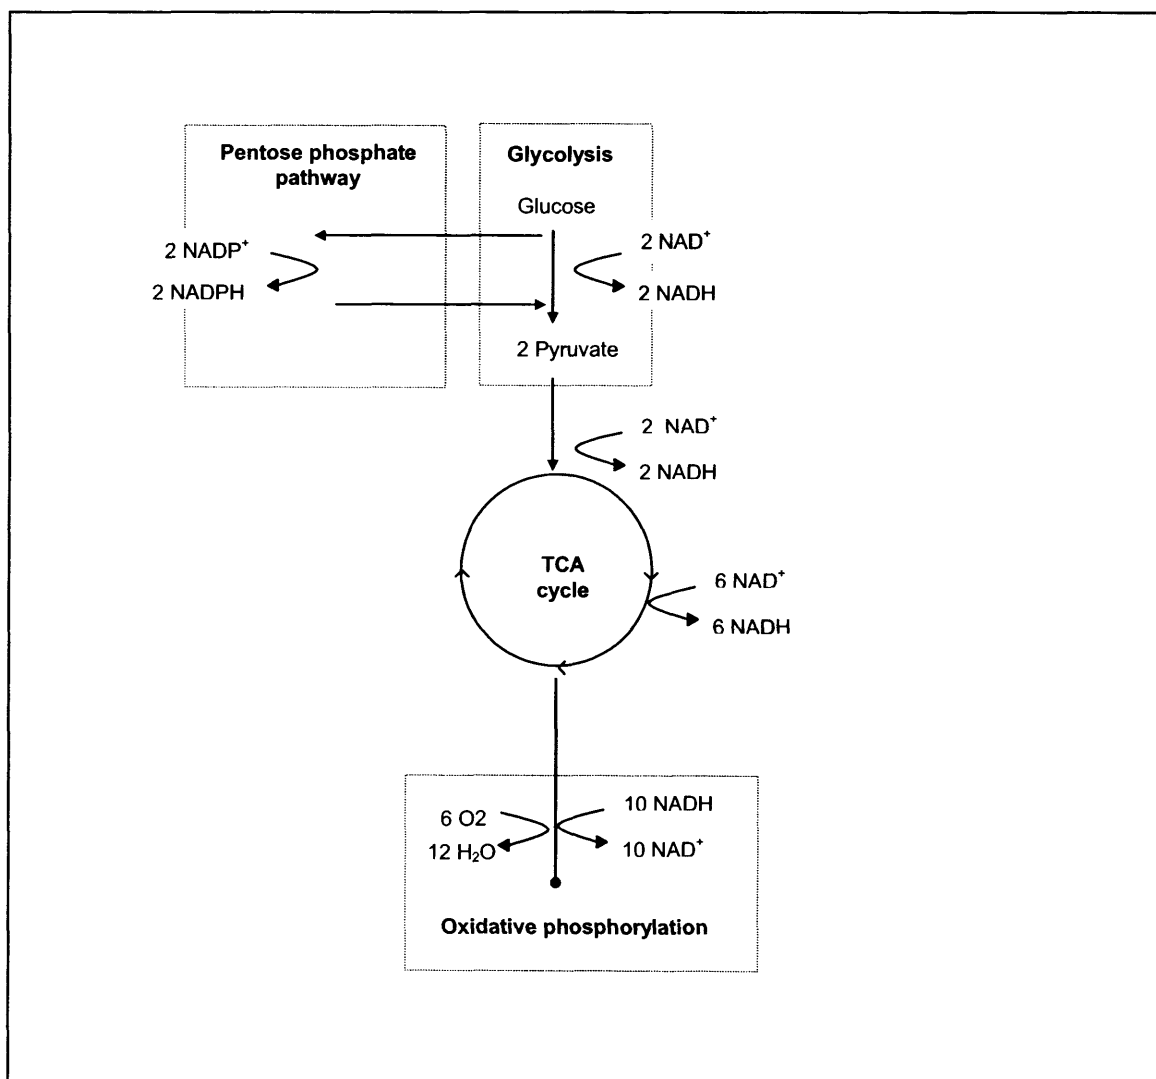 Pentose phosphate
pathway
2 NADP⁺
2 NADPH
Glycolysis
Glucose
2 NAD⁺
2 NADH
2 Pyruvate
2 NAD⁺
2 NADH
TCA
cycle
6 NAD⁺
6 NADH
6 O2
12 H₂O
10 NADH
10 NAD⁺
Oxidative phosphorylation